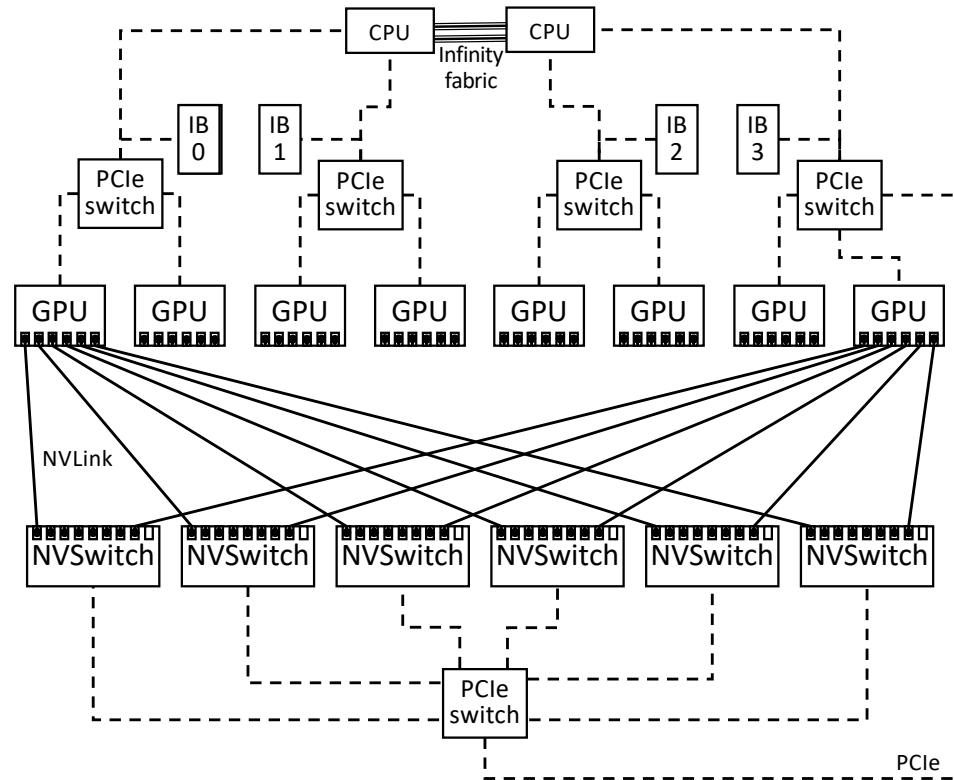 CPU
CPU
Infinity
fabric
IB
0
IB
1
IB
2
IB
3
PCIe
switch
PCIe
switch
PCIe
switch
PCIe
switch
GPU
GPU
GPU
GPU
GPU
GPU
GPU
GPU
NVLink
NVSwitch
NVSwitch
NVSwitch
NVSwitch
NVSwitch
NVSwitch
PCIe
switch
PCIe